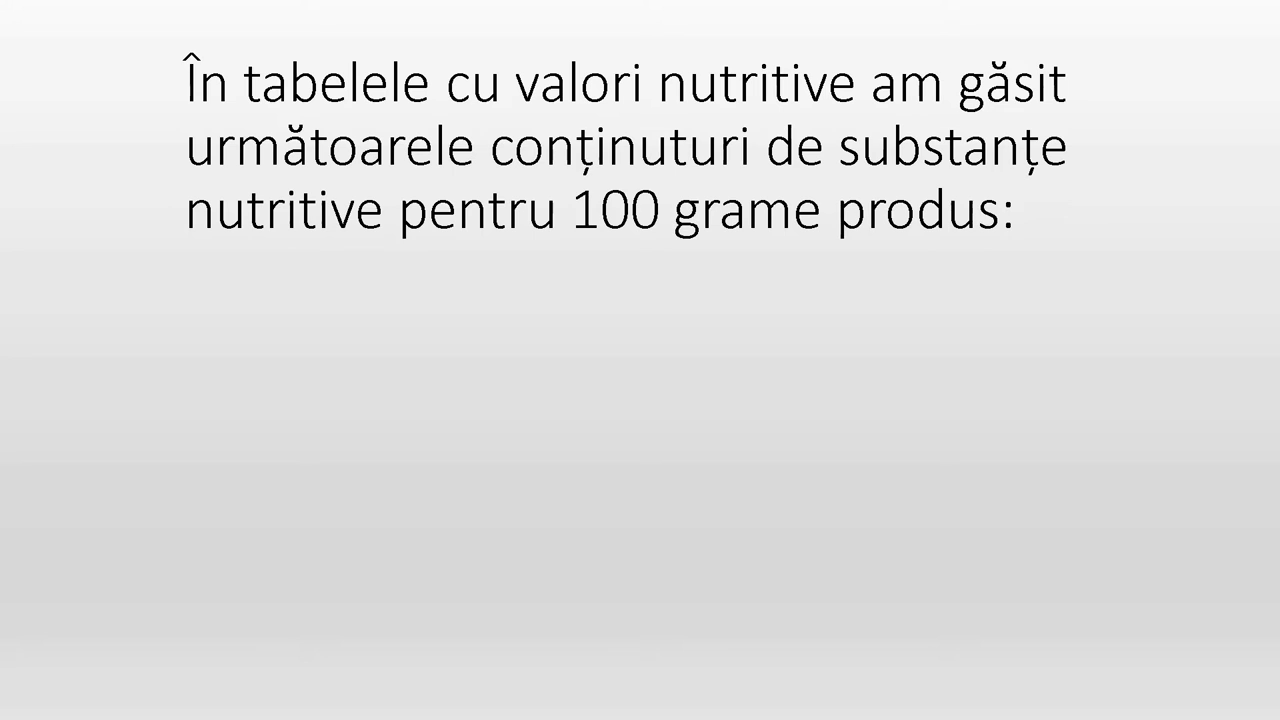 În tabelele cu valori nutritive am găsit
următoarele conținuturi de substanțe
nutritive pentru 100 grame produs: